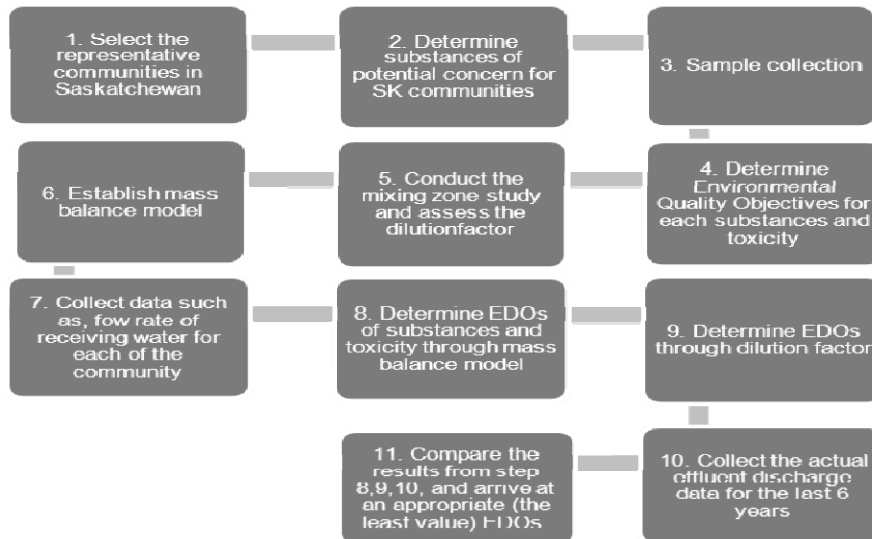 1. Select the
representative
communities in
Saskatchewan
2. Determine
substances of
potential concern for
SK communities
3. Sample collection
4. Determine
Environmental
Quality Objectives for
each substances and
toxicity
5. Conduct the
mixing zone study
and assess the
dilutionfactor
6. Establish mass
balance model
7. Collect data such
as, fow rate of
receiving water for
each of the
community
8. Determine EDOs
of substances and
toxicity through mass
balance model
9. Determine EDOs
through dilution factor
10. Collect the actual
effluent discharge
data for the last 6
years
11. Compare the
results from step
8,9,10, and arrive at
an appropriate (the
least value) EDOs